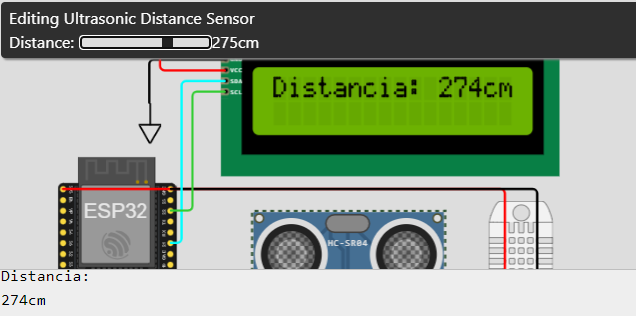 Editing Ultrasonic Distance Sensor
Distance: 275cm
VCC
SDA
SCL
Distancia: 274cm
ESP32
HC-SR04
Distancia:
274cm